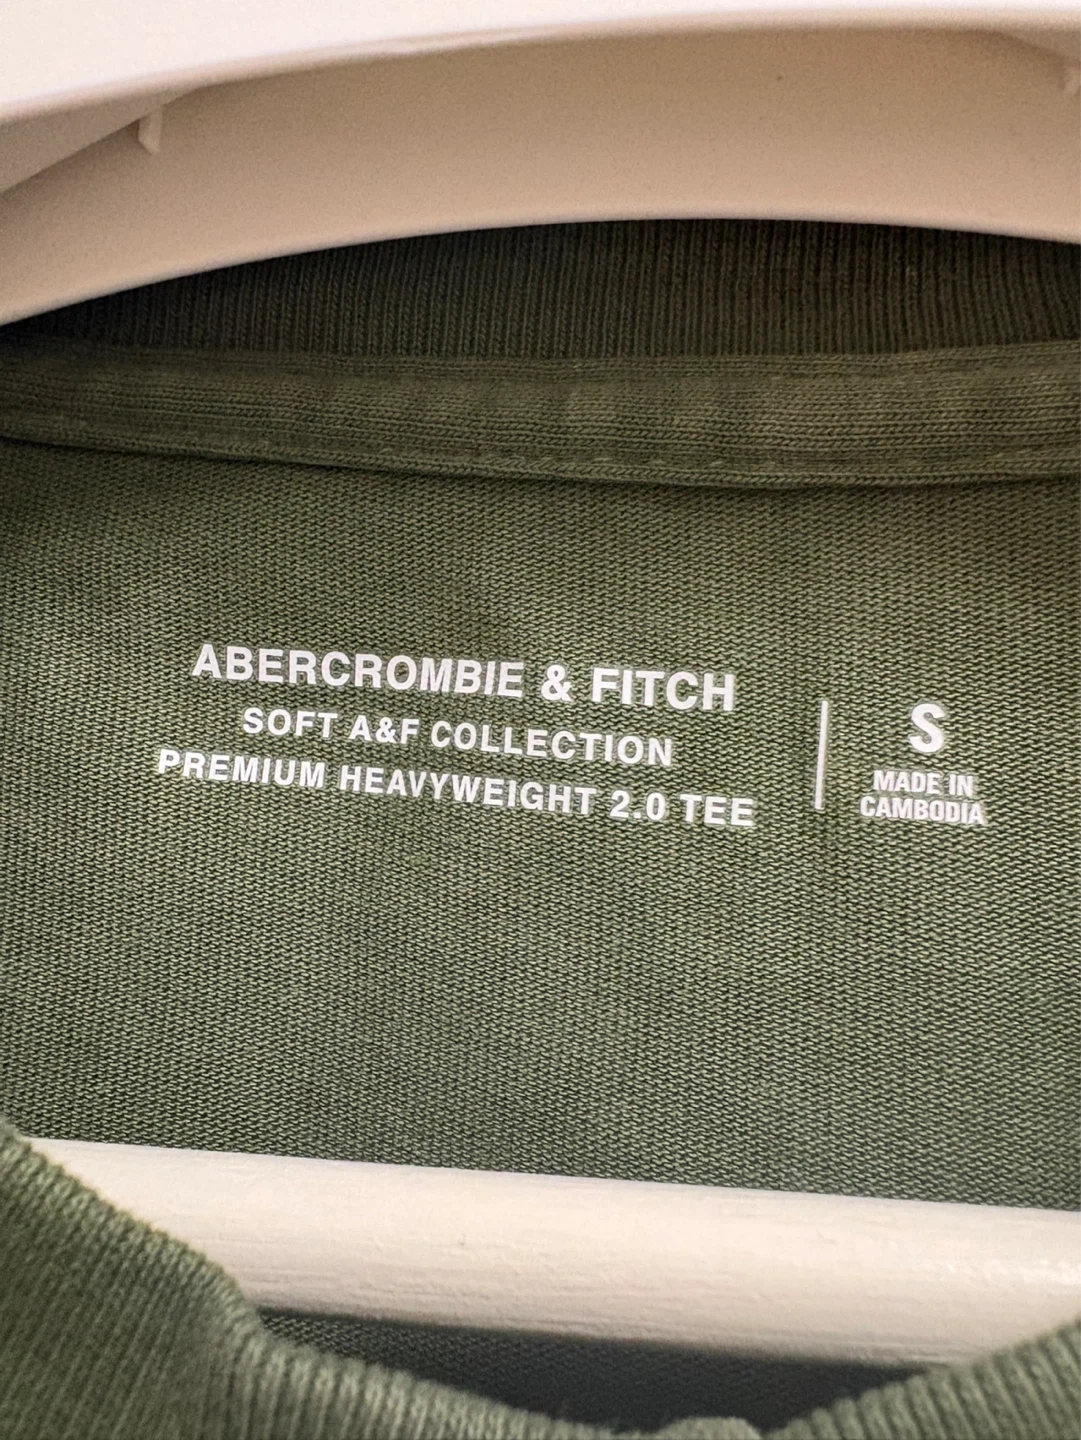 ABERCROMBIE & FITCH
SOFT A&F COLLECTION
PREMIUM HEAVYWEIGHT 2.0 TEE
S
MADE IN
CAMBODIA